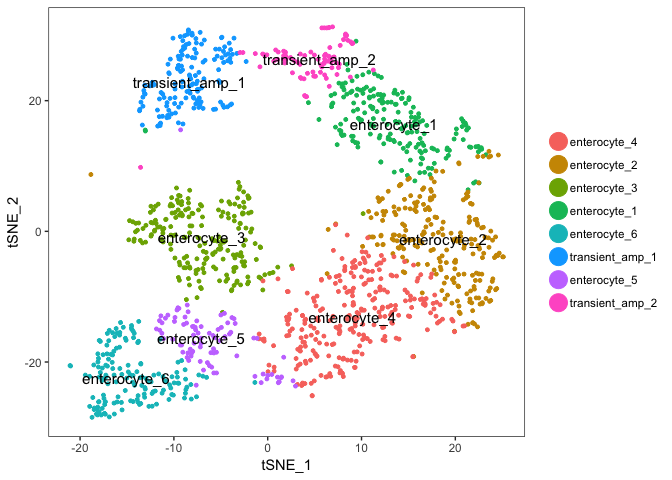 transient_amp_2
transient_amp_1
20
enterocyte_1
enterocyte_4
enterocyte_2
enterocyte_3
enterocyte_1
enterocyte_6
transient_amp_1
enterocyte_5
transient_amp_2
tSNE_2
0
enterocyte_3
enterocyte_2
enterocyte_4
enterocyte_5
-20
enterocyte_6
-20
-10
0
10
20
tSNE_1